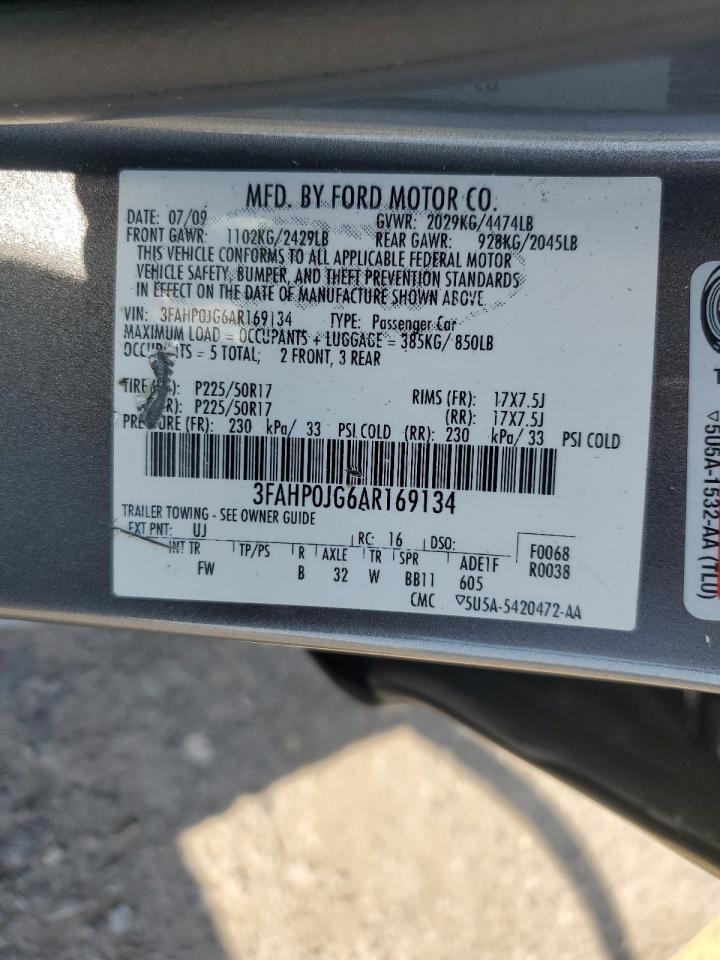 MFD. BY FORD MOTOR CO.
DATE: 07/09 GVWR: 2029KG/4474LB
FRONT GAWR: 1102KG/2429LB REAR GAWR: 928KG/2045LB
THIS VEHICLE CONFORMS TO ALL APPLICABLE FEDERAL MOTOR
VEHICLE SAFETY, BUMPER, AND THEFT PREVENTION STANDARDS
IN EFFECT ON THE DATE OF MANUFACTURE SHOWN ABOVE.
VIN: 3FAHP0JG6AR169134 TYPE: Passenger Car
MAXIMUM LOAD = OCCUPANTS + LUGGAGE = 385KG/ 850LB
OCCUPANTS = 5 TOTAL; 2 FRONT, 3 REAR
TIRE P225/50R17 RIMS (FR): 17X7.5J
P225/50R17 (RR): 17X7.5J
PRESSURE (FR): 230 kPa/ 33 PSI COLD (RR): 230 kPa/ 33 PSI COLD
3FAHP0JG6AR169134
TRAILER TOWING - SEE OWNER GUIDE
EXT PNT: UJ RC: 16 DSO: F0068
INT TR TP/PS R AXLE TR SPR ADE1F R0038
FW B 32 W BB11 605
CMC ▽5U5A-5420472-AA
▽5U5A-1532-AA (TL0)